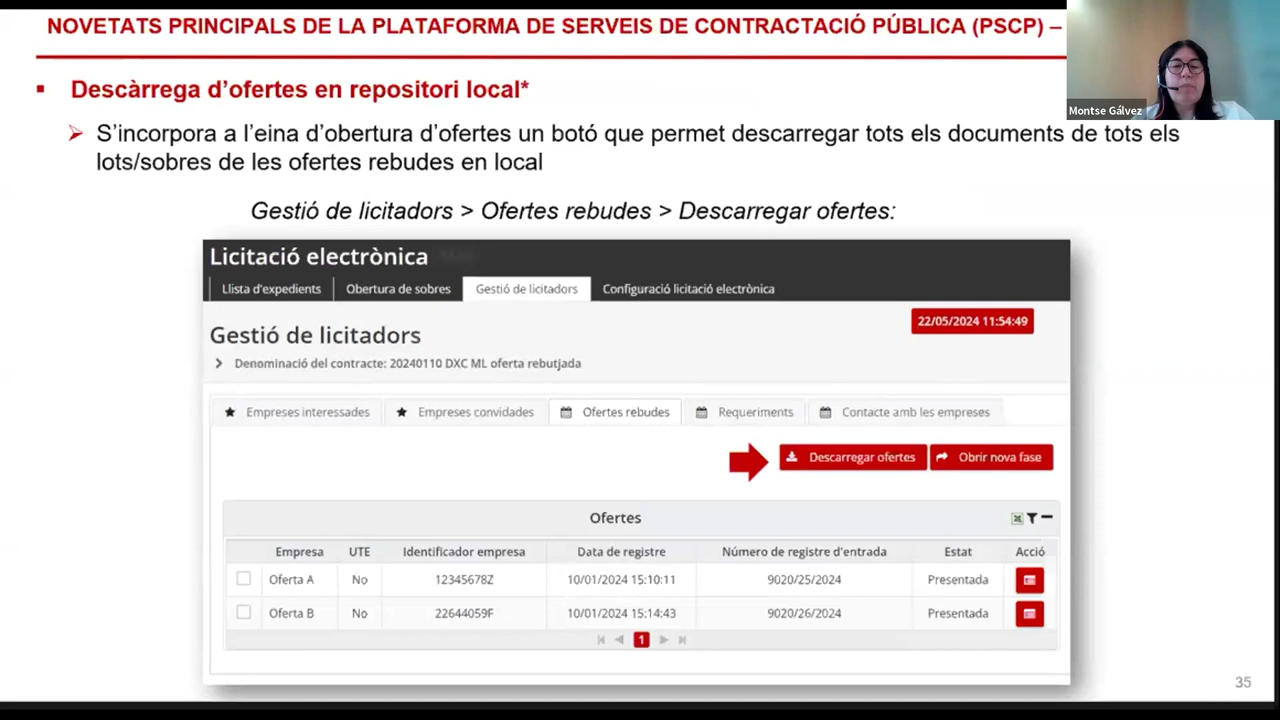 NOVETATS PRINCIPALS DE LA PLATAFORMA DE SERVEIS DE CONTRACTACIÓ PÚBLICA (PSCP) –
Montse Gálvez
▪ Descàrrega d’ofertes en repositori local*
➢ S’incorpora a l’eina d’obertura d’ofertes un botó que permet descarregar tots els documents de tots els
lots/sobres de les ofertes rebudes en local
Gestió de licitadors > Ofertes rebudes > Descarregar ofertes:
Licitació electrònica
Llista d'expedients Obertura de sobres Gestió de licitadors Configuració licitació electrònica
22/05/2024 11:54:49
Gestió de licitadors
Denominació del contracte: 20240110 DXC ML oferta rebutjada
Empreses interessades Empreses convidades Ofertes rebudes Requeriments Contacte amb les empreses
Descarregar ofertes Obrir nova fase
Ofertes
Empresa UTE Identificador empresa Data de registre Número de registre d'entrada Estat Acció
Oferta A No 12345678Z 10/01/2024 15:10:11 9020/25/2024 Presentada
Oferta B No 22644059F 10/01/2024 15:14:43 9020/26/2024 Presentada
1
35